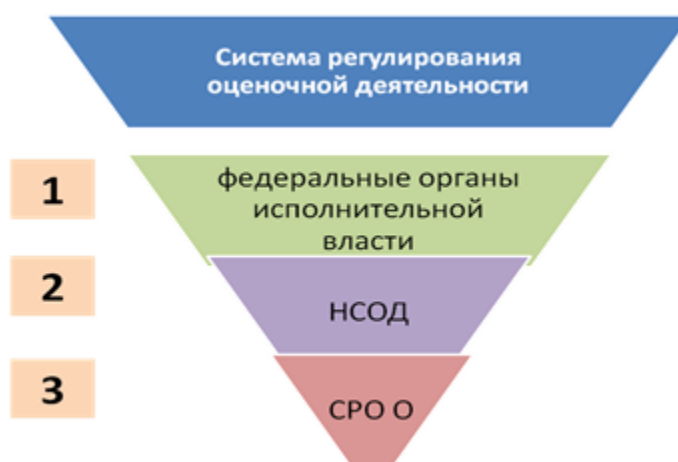 Система регулирования
оценочной деятельности
1
федеральные органы
исполнительной
власти
2
НСОД
3
СРО О